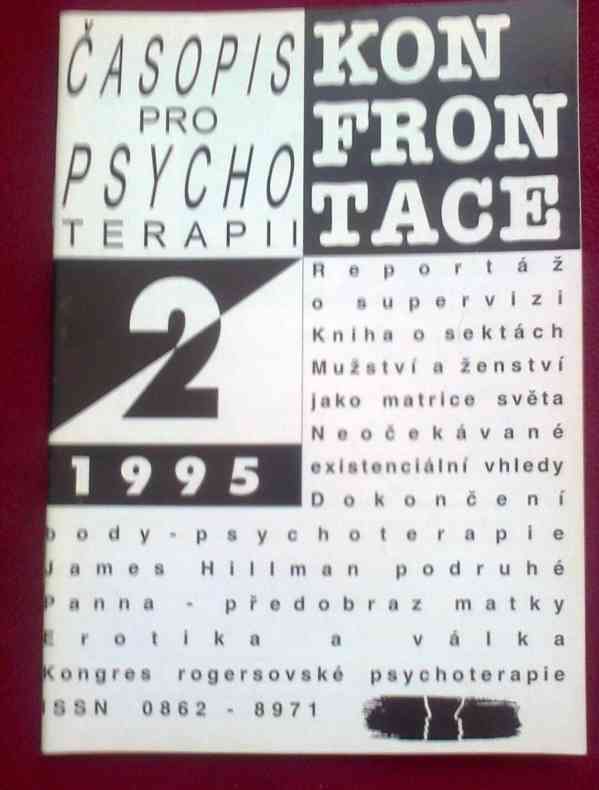 ČASOPIS
PRO
PSYCHO
TERAPII
KON
FRON
TACE
2
1995
Reportáž
o supervizi
Kniha o sektách
Mužství a ženství
jako matrice světa
Neočekávané
existenciální vhledy
Dokončení
body-psychoterapie
James Hillman podruhé
Panna - předobraz matky
Erotika a válka
Kongres rogersovské psychoterapie
ISSN 0862 - 8971